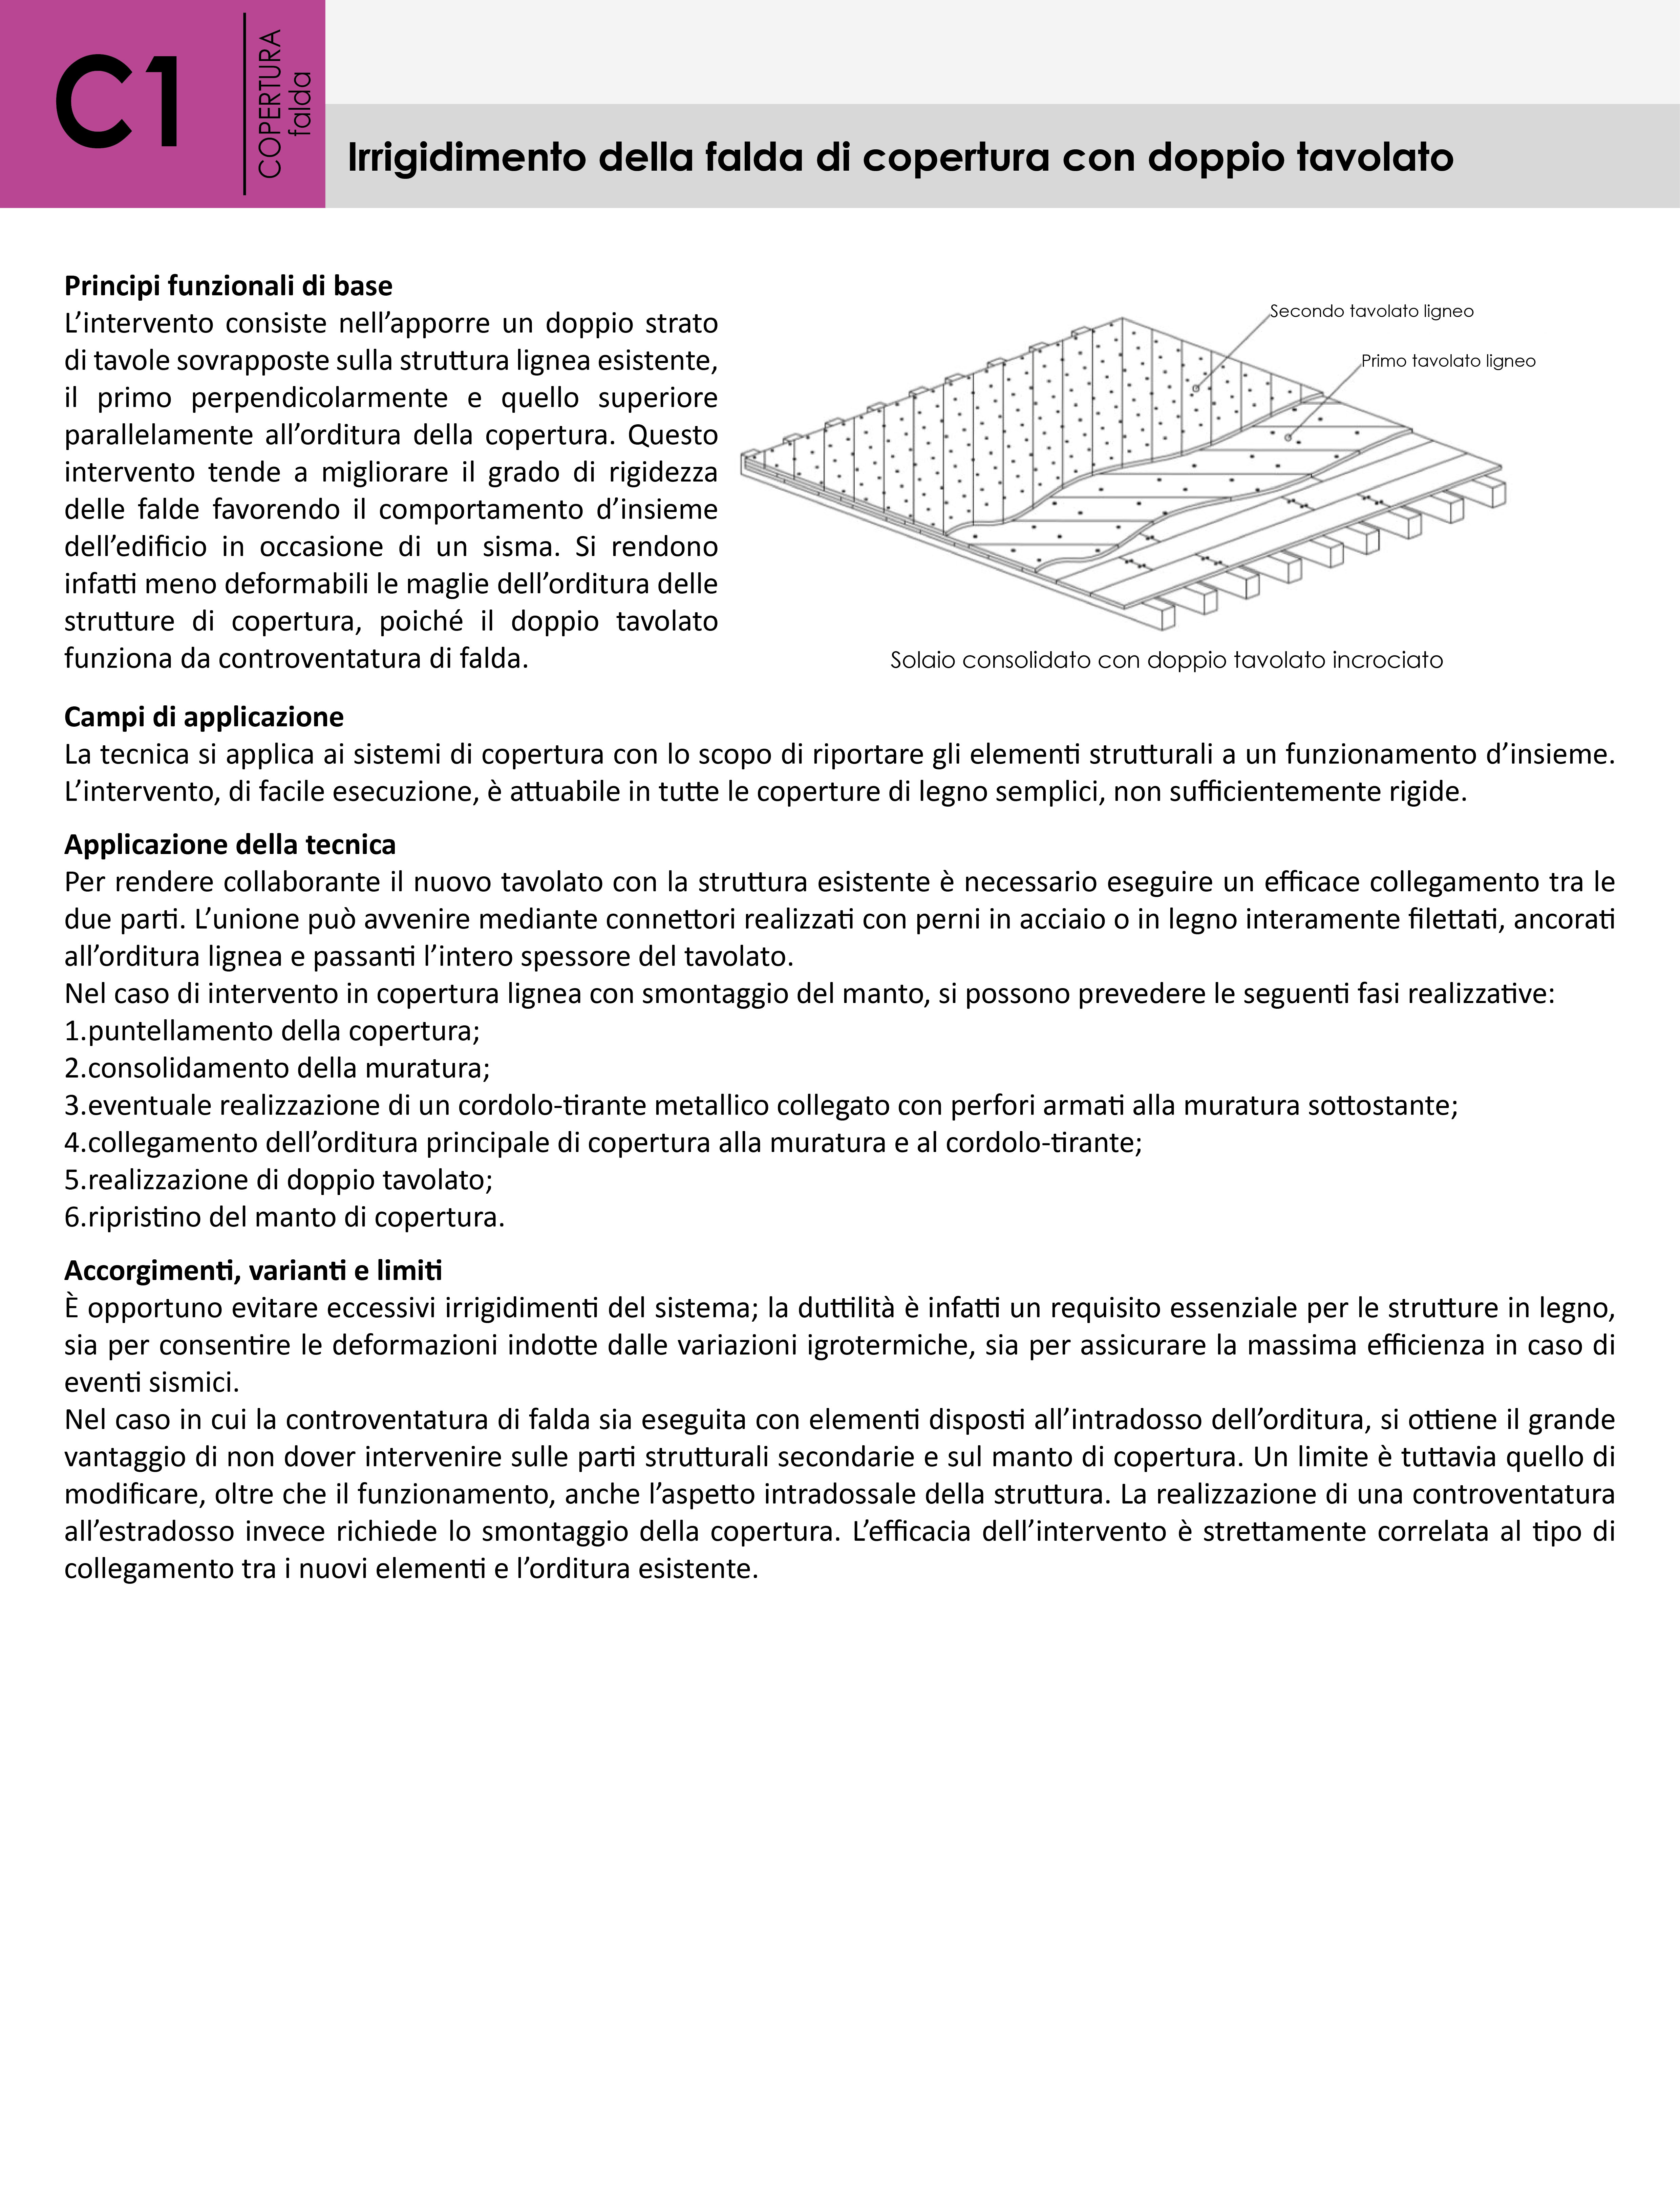 C1
COPERTURA
falda
Irrigidimento della falda di copertura con doppio tavolato
Principi funzionali di base
L’intervento consiste nell’apporre un doppio strato
di tavole sovrapposte sulla struttura lignea esistente,
il primo perpendicolarmente e quello superiore
parallelamente all’orditura della copertura. Questo
intervento tende a migliorare il grado di rigidezza
delle falde favorendo il comportamento d’insieme
dell’edificio in occasione di un sisma. Si rendono
infatti meno deformabili le maglie dell’orditura delle
strutture di copertura, poiché il doppio tavolato
funziona da controventatura di falda.
Secondo tavolato ligneo
Primo tavolato ligneo
Solaio consolidato con doppio tavolato incrociato
Campi di applicazione
La tecnica si applica ai sistemi di copertura con lo scopo di riportare gli elementi strutturali a un funzionamento d’insieme.
L’intervento, di facile esecuzione, è attuabile in tutte le coperture di legno semplici, non sufficientemente rigide.
Applicazione della tecnica
Per rendere collaborante il nuovo tavolato con la struttura esistente è necessario eseguire un efficace collegamento tra le
due parti. L’unione può avvenire mediante connettori realizzati con perni in acciaio o in legno interamente filettati, ancorati
all’orditura lignea e passanti l’intero spessore del tavolato.
Nel caso di intervento in copertura lignea con smontaggio del manto, si possono prevedere le seguenti fasi realizzative:
1.puntellamento della copertura;
2.consolidamento della muratura;
3.eventuale realizzazione di un cordolo-tirante metallico collegato con perfori armati alla muratura sottostante;
4.collegamento dell’orditura principale di copertura alla muratura e al cordolo-tirante;
5.realizzazione di doppio tavolato;
6.ripristino del manto di copertura.
Accorgimenti, varianti e limiti
È opportuno evitare eccessivi irrigidimenti del sistema; la duttilità è infatti un requisito essenziale per le strutture in legno,
sia per consentire le deformazioni indotte dalle variazioni igrotermiche, sia per assicurare la massima efficienza in caso di
eventi sismici.
Nel caso in cui la controventatura di falda sia eseguita con elementi disposti all’intradosso dell’orditura, si ottiene il grande
vantaggio di non dover intervenire sulle parti strutturali secondarie e sul manto di copertura. Un limite è tuttavia quello di
modificare, oltre che il funzionamento, anche l’aspetto intradossale della struttura. La realizzazione di una controventatura
all’estradosso invece richiede lo smontaggio della copertura. L’efficacia dell’intervento è strettamente correlata al tipo di
collegamento tra i nuovi elementi e l’orditura esistente.